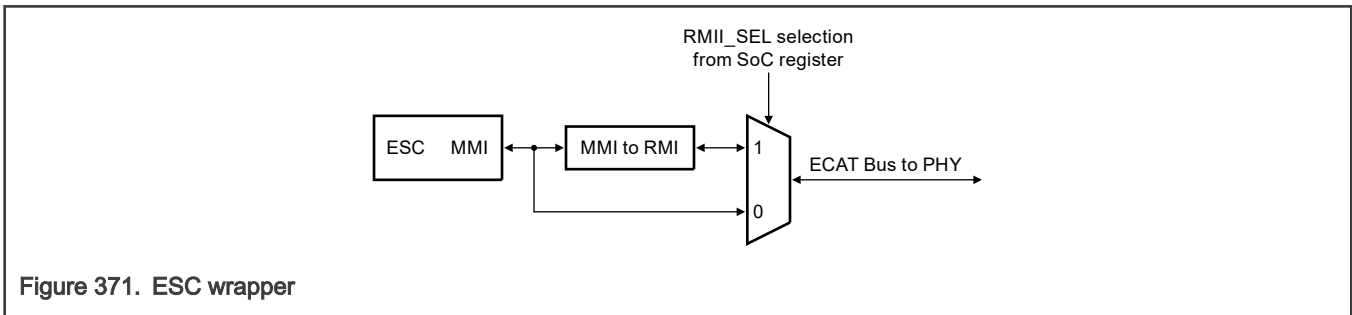 RMII_SEL selection
from SoC register
ESC MMI
MMI to RMI
1
ECAT Bus to PHY
0
Figure 371. ESC wrapper